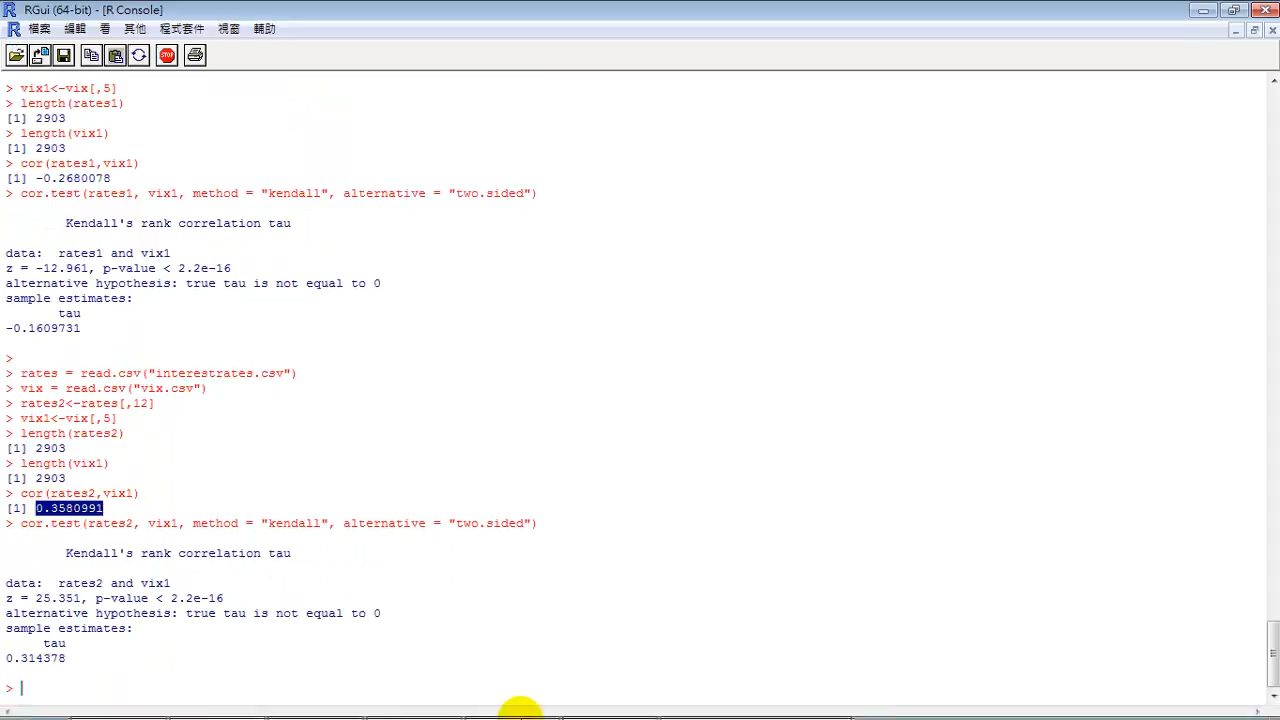 RGui (64-bit) - [R Console]
檔案 編輯 看 其他 程式套件 視窗 輔助
STOP
> vix1<-vix[,5]
> length(rates1)
[1] 2903
> length(vix1)
[1] 2903
> cor(rates1,vix1)
[1] -0.2680078
> cor.test(rates1, vix1, method = "kendall", alternative = "two.sided")
Kendall's rank correlation tau
data:  rates1 and vix1
z = -12.961, p-value < 2.2e-16
alternative hypothesis: true tau is not equal to 0
sample estimates:
tau
-0.1609731
>
> rates = read.csv("interestrates.csv")
> vix = read.csv("vix.csv")
> rates2<-rates[,12]
> vix1<-vix[,5]
> length(rates2)
[1] 2903
> length(vix1)
[1] 2903
> cor(rates2,vix1)
[1] 0.3580991
> cor.test(rates2, vix1, method = "kendall", alternative = "two.sided")
Kendall's rank correlation tau
data:  rates2 and vix1
z = 25.351, p-value < 2.2e-16
alternative hypothesis: true tau is not equal to 0
sample estimates:
tau
0.314378
>